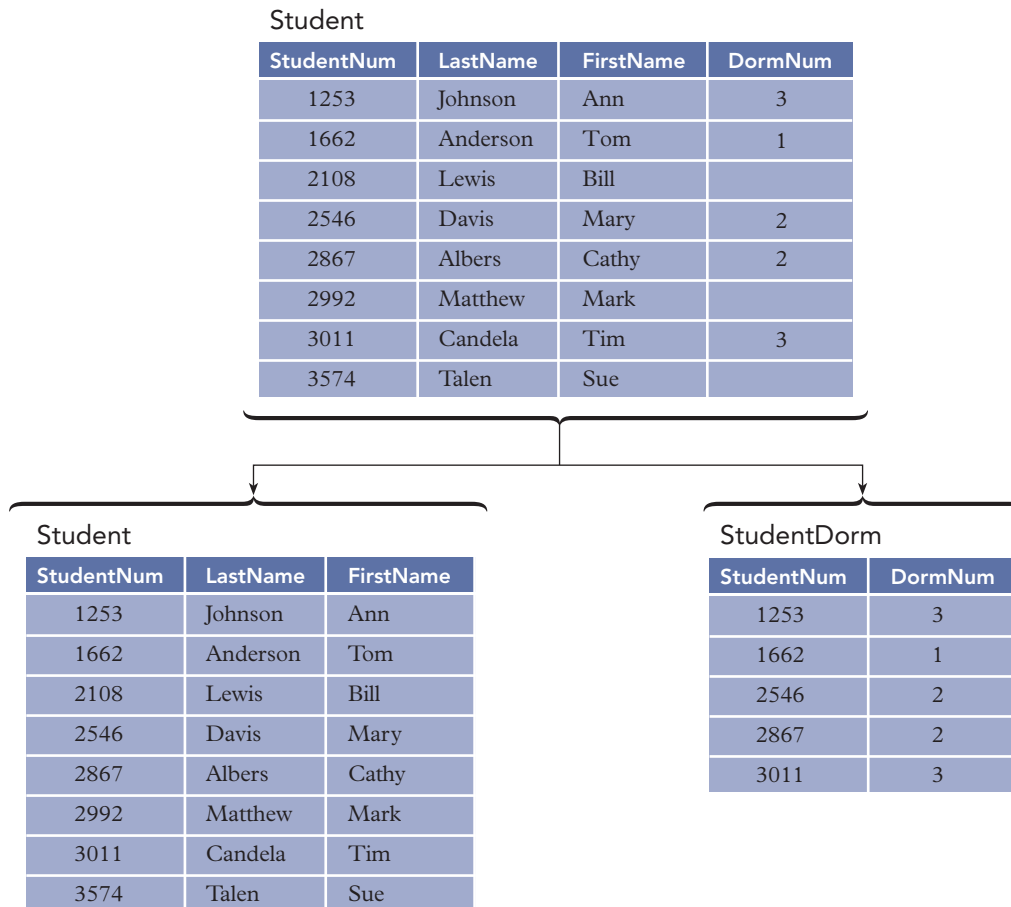 Student
StudentNum LastName FirstName DormNum
1253 Johnson Ann 3
1662 Anderson Tom 1
2108 Lewis Bill
2546 Davis Mary 2
2867 Albers Cathy 2
2992 Matthew Mark
3011 Candela Tim 3
3574 Talen Sue
Student
StudentNum LastName FirstName
1253 Johnson Ann
1662 Anderson Tom
2108 Lewis Bill
2546 Davis Mary
2867 Albers Cathy
2992 Matthew Mark
3011 Candela Tim
3574 Talen Sue
StudentDorm
StudentNum DormNum
1253 3
1662 1
2546 2
2867 2
3011 3